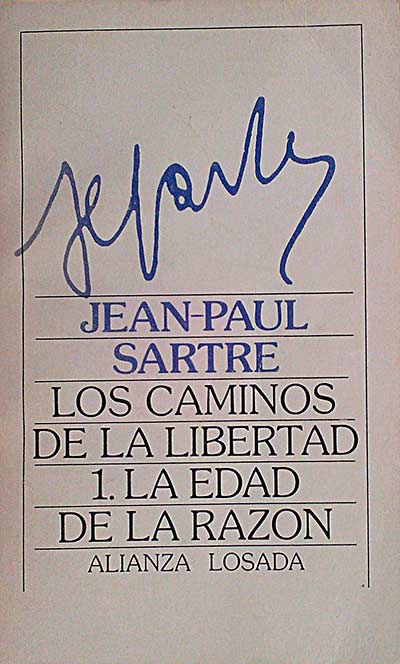 JEAN-PAUL
SARTRE
LOS CAMINOS
DE LA LIBERTAD
1. LA EDAD
DE LA RAZON
ALIANZA LOSADA